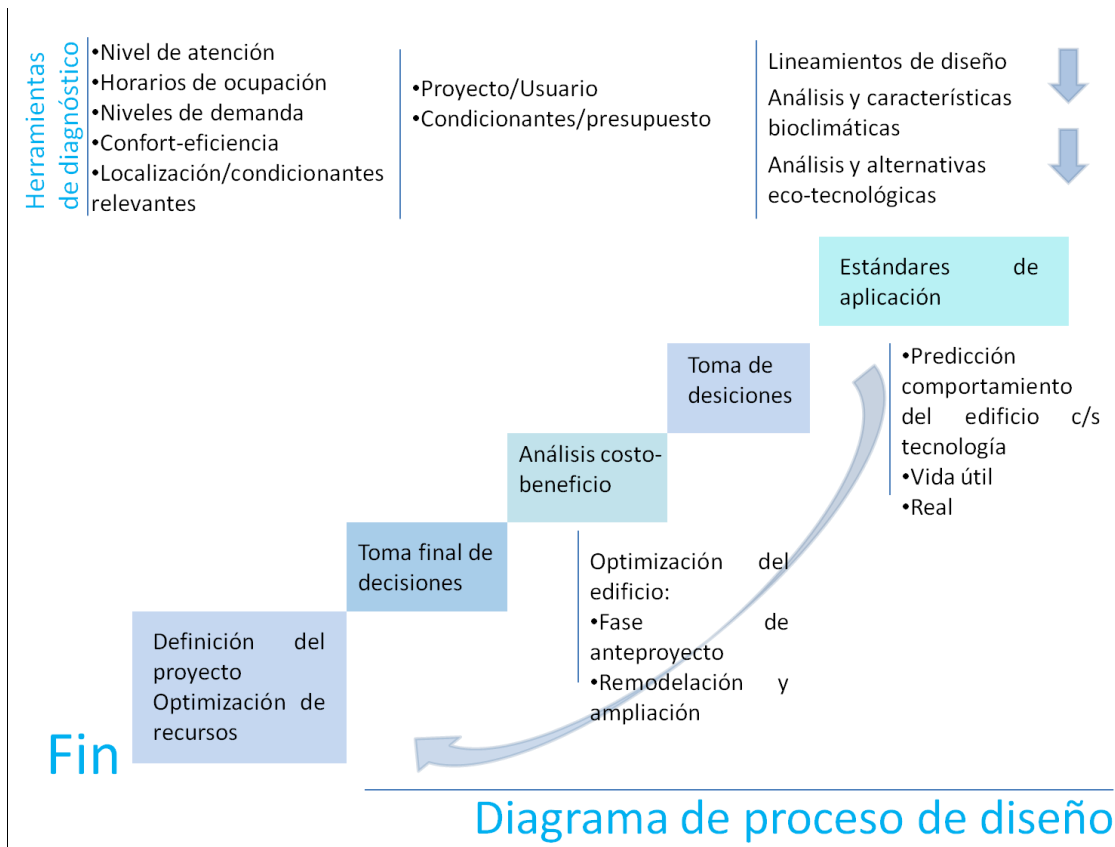 Herramientas
de diagnóstico
•Nivel de atención
•Horarios de ocupación
•Niveles de demanda
•Confort-eficiencia
•Localización/condicionantes
relevantes
•Proyecto/Usuario
•Condicionantes/presupuesto
Lineamientos de diseño
Análisis y características
bioclimáticas
Análisis y alternativas
eco-tecnológicas
Estándares de
aplicación
•Predicción
comportamiento
del edificio c/s
tecnología
•Vida útil
•Real
Toma de
desiciones
Análisis costo-
beneficio
Optimización del
edificio:
•Fase de
anteproyecto
•Remodelación y
ampliación
Toma final de
decisiones
Definición del
proyecto
Optimización de
recursos
Fin
Diagrama de proceso de diseño